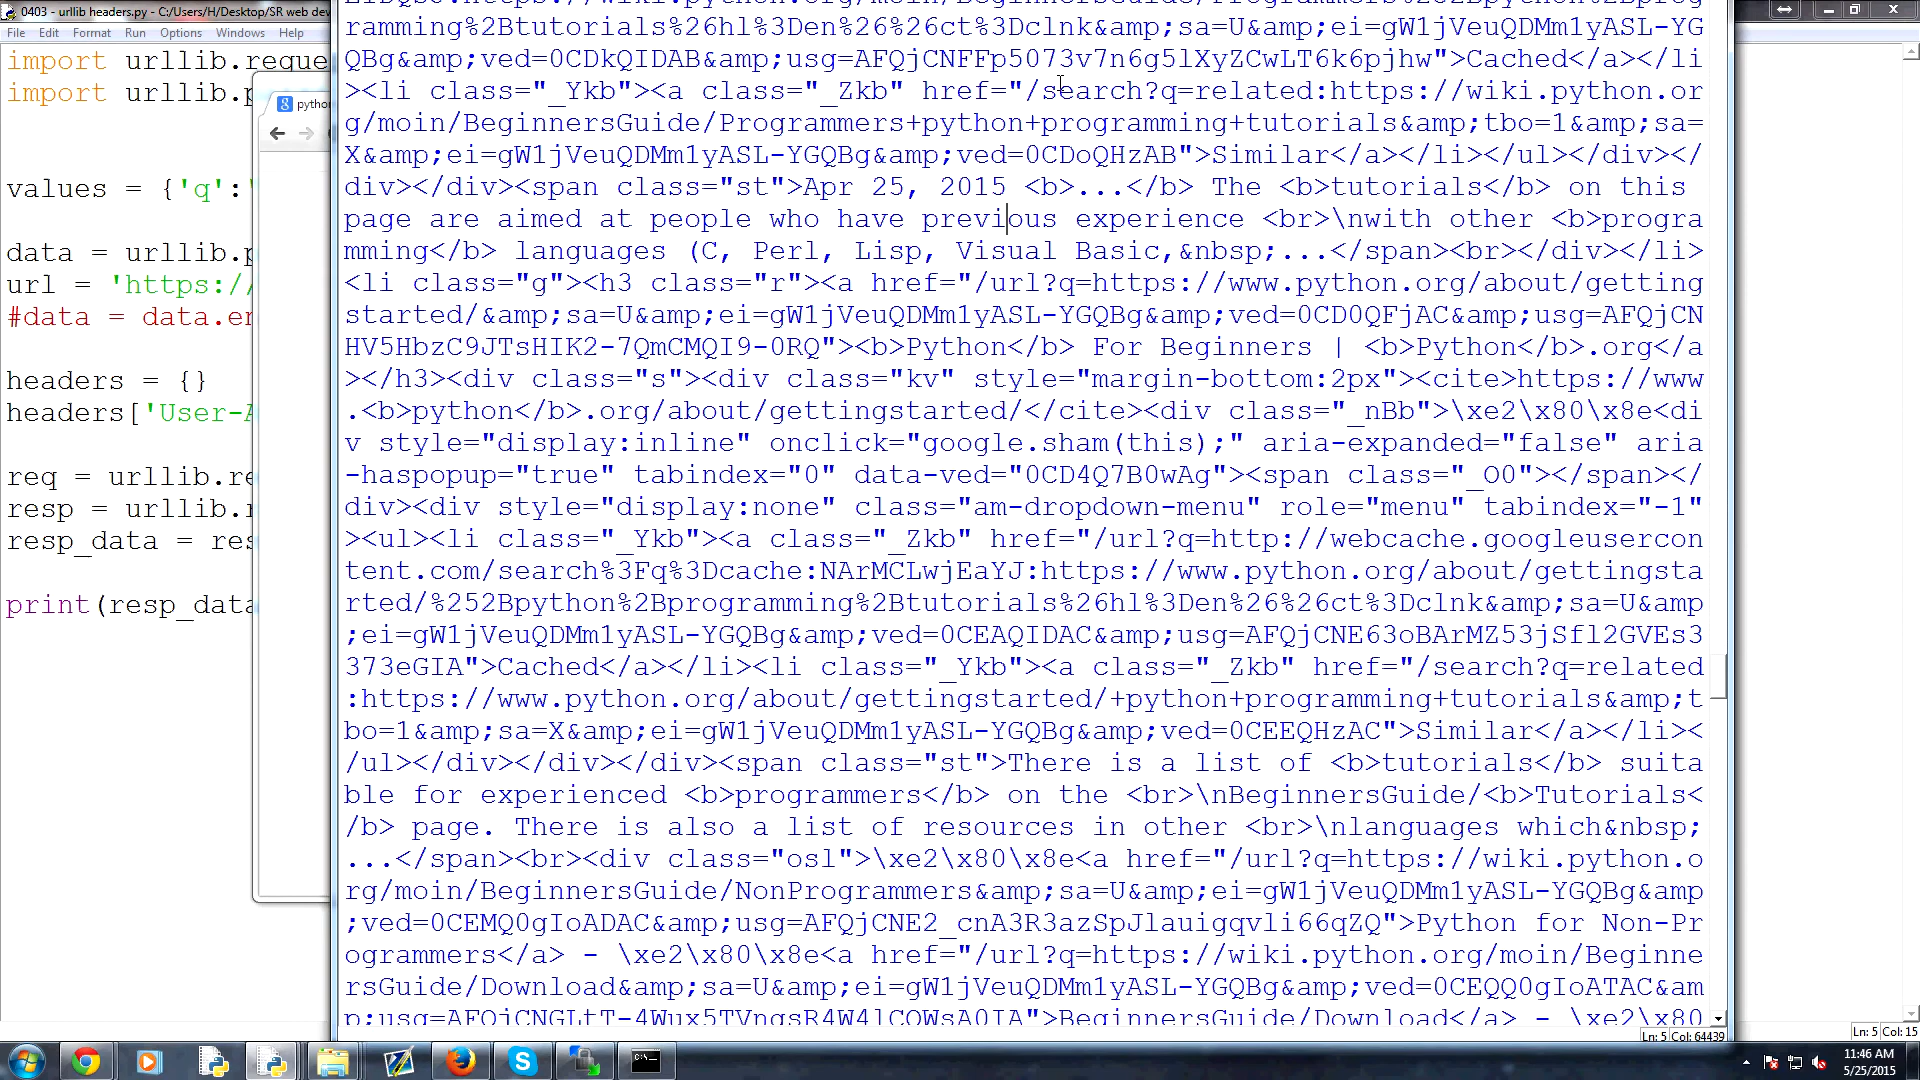 0403 - urllib headers.py - C:/Users/H/Desktop/SR web dev
File Edit Format Run Options Windows Help
import urllib.reque
import urllib.p
values = {'q':'
data = urllib.p
url = 'https://
#data = data.en
headers = {}
headers['User-A
req = urllib.re
resp = urllib.r
resp_data = res
print(resp_data
pythor
ramming%2Btutorials%26hl%3Den%26%26ct%3Dclnk&amp;sa=U&amp;ei=gW1jVeuQDMm1yASL-YG
QBg&amp;ved=0CDkQIDAB&amp;usg=AFQjCNFFp5073v7n6g5lXyZCwLT6k6pjhw">Cached</a></li
><li class="_Ykb"><a class="_Zkb" href="/search?q=related:https://wiki.python.or
g/moin/BeginnersGuide/Programmers+python+programming+tutorials&amp;tbo=1&amp;sa=
X&amp;ei=gW1jVeuQDMm1yASL-YGQBg&amp;ved=0CDoQHzAB">Similar</a></li></ul></div></
div></div><span class="st">Apr 25, 2015 <b>...</b> The <b>tutorials</b> on this
page are aimed at people who have previous experience <br>\nwith other <b>progra
mming</b> languages (C, Perl, Lisp, Visual Basic,&nbsp;...</span><br></div></li>
<li class="g"><h3 class="r"><a href="/url?q=https://www.python.org/about/getting
started/&amp;sa=U&amp;ei=gW1jVeuQDMm1yASL-YGQBg&amp;ved=0CD0QFjAC&amp;usg=AFQjCN
HV5HbzC9JTsHIK2-7QmCMQI9-0RQ"><b>Python</b> For Beginners | <b>Python</b>.org</a
></h3><div class="s"><div class="kv" style="margin-bottom:2px"><cite>https://www
.<b>python</b>.org/about/gettingstarted/</cite><div class="_nBb">\xe2\x80\x8e<di
v style="display:inline" onclick="google.sham(this);" aria-expanded="false" aria
-haspopup="true" tabindex="0" data-ved="0CD4Q7B0wAg"><span class="_O0"></span></
div><div style="display:none" class="am-dropdown-menu" role="menu" tabindex="-1"
><ul><li class="_Ykb"><a class="_Zkb" href="/url?q=http://webcache.googleusercon
tent.com/search%3Fq%3Dcache:NArMCLwjEaYJ:https://www.python.org/about/gettingsta
rted/%252Bpython%2Bprogramming%2Btutorials%26hl%3Den%26%26ct%3Dclnk&amp;sa=U&amp
;ei=gW1jVeuQDMm1yASL-YGQBg&amp;ved=0CEAQIDAC&amp;usg=AFQjCNE63oBArMZ53jSfl2GVEs3
373eGIA">Cached</a></li><li class="_Ykb"><a class="_Zkb" href="/search?q=related
:https://www.python.org/about/gettingstarted/+python+programming+tutorials&amp;t
bo=1&amp;sa=X&amp;ei=gW1jVeuQDMm1yASL-YGQBg&amp;ved=0CEEQHzAC">Similar</a></li><
/ul></div></div></div><span class="st">There is a list of <b>tutorials</b> suita
ble for experienced <b>programmers</b> on the <br>\nBeginnersGuide/<b>Tutorials<
/b> page. There is also a list of resources in other <br>\nlanguages which&nbsp;
...</span><br><div class="osl">\xe2\x80\x8e<a href="/url?q=https://wiki.python.o
rg/moin/BeginnersGuide/NonProgrammers&amp;sa=U&amp;ei=gW1jVeuQDMm1yASL-YGQBg&amp
;ved=0CEMQ0gIoADAC&amp;usg=AFQjCNE2_cnA3R3azSpJlauigqvli66qZQ">Python for Non-Pr
ogrammers</a> - \xe2\x80\x8e<a href="/url?q=https://wiki.python.org/moin/Beginne
rsGuide/Download&amp;sa=U&amp;ei=gW1jVeuQDMm1yASL-YGQBg&amp;ved=0CEQQ0gIoATAC&am
p;usg=AFQjCNGLtT-4Wux5TVngsR4W4lCOWsA0IA">BeginnersGuide/Download</a> - \xe2\x80
Ln: 5 Col: 64439
Ln: 5 Col: 15
11:46 AM
5/25/2015